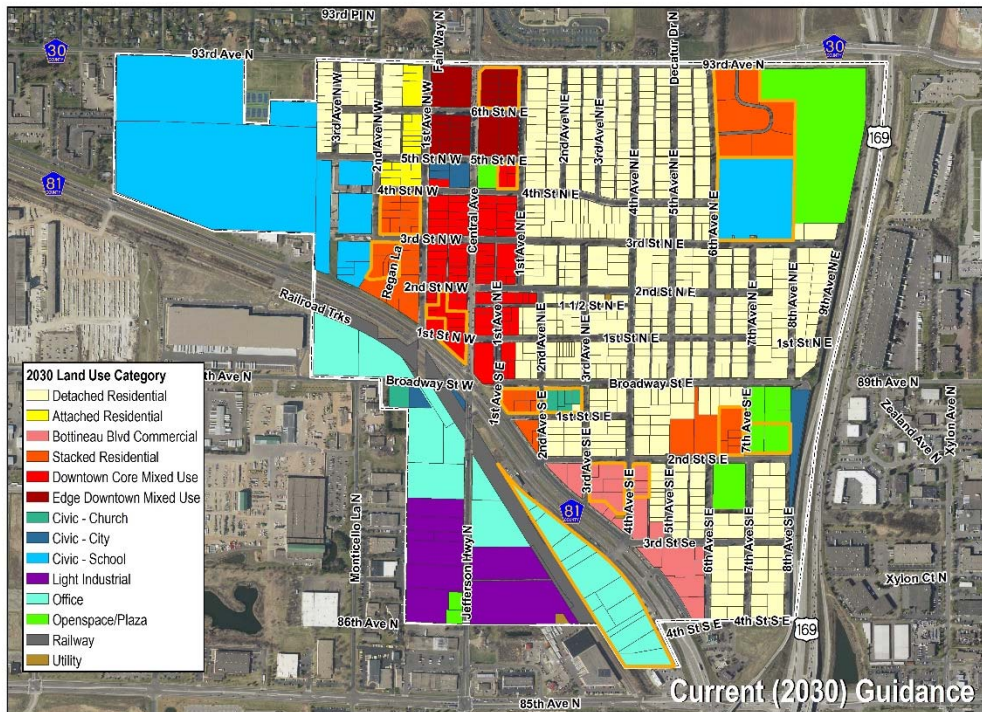 93rd Pl N
Fair Way N
Decatur Dr N
30
COUNTY
93rd Ave N
30
COUNTY
93rd Ave N
3rd Ave N W
2nd Ave N W
1st Ave N W
6th St N E
2nd Ave N E
3rd Ave N E
169
5th St N W
5th St N E
81
COUNTY
4th St N W
4th St N E
Central Ave
1st Ave N E
4th Ave N E
5th Ave N E
6th Ave N E
3rd St N W
3rd St N E
Regan La
2nd St N W
2nd St N E
1 1/2 St N E
7th Ave N E
8th Ave N E
9th Ave N E
Railroad Trks
1st St N W
1st Ave N E
2nd Ave N E
3rd Ave N E
1st St N E
Broadway St W
Broadway St E
89th Ave N
1st Ave S E
2nd Ave S E
1st St S E
3rd Ave S E
4th Ave S E
5th Ave S E
7th Ave S E
2nd St S E
Zealand Ave N
Xylon Ave N
81
COUNTY
3rd St Se
6th Ave S E
7th Ave S E
8th Ave S E
Monticello La N
Jefferson Hwy N
Xylon Ct N
86th Ave N
4th St S E
4th St S E
169
85th Ave N
2030 Land Use Category
Detached Residential
Attached Residential
Bottineau Blvd Commercial
Stacked Residential
Downtown Core Mixed Use
Edge Downtown Mixed Use
Civic - Church
Civic - City
Civic - School
Light Industrial
Office
Openspace/Plaza
Railway
Utility
Current (2030) Guidance